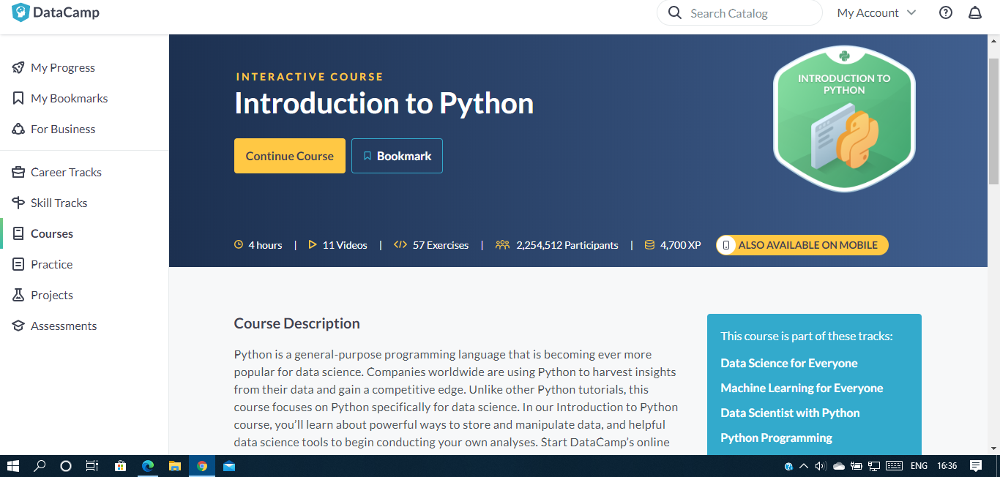 DataCamp
Search Catalog
My Account
My Progress
My Bookmarks
For Business
Career Tracks
Skill Tracks
Courses
Practice
Projects
Assessments
INTERACTIVE COURSE
Introduction to Python
Continue Course
Bookmark
INTRODUCTION TO
PYTHON
4 hours | 11 Videos | </> 57 Exercises | 2,254,512 Participants | 4,700 XP ALSO AVAILABLE ON MOBILE
Course Description
Python is a general-purpose programming language that is becoming ever more
popular for data science. Companies worldwide are using Python to harvest insights
from their data and gain a competitive edge. Unlike other Python tutorials, this
course focuses on Python specifically for data science. In our Introduction to Python
course, you’ll learn about powerful ways to store and manipulate data, and helpful
data science tools to begin conducting your own analyses. Start DataCamp’s online
This course is part of these tracks:
Data Science for Everyone
Machine Learning for Everyone
Data Scientist with Python
Python Programming
ENG 16:36